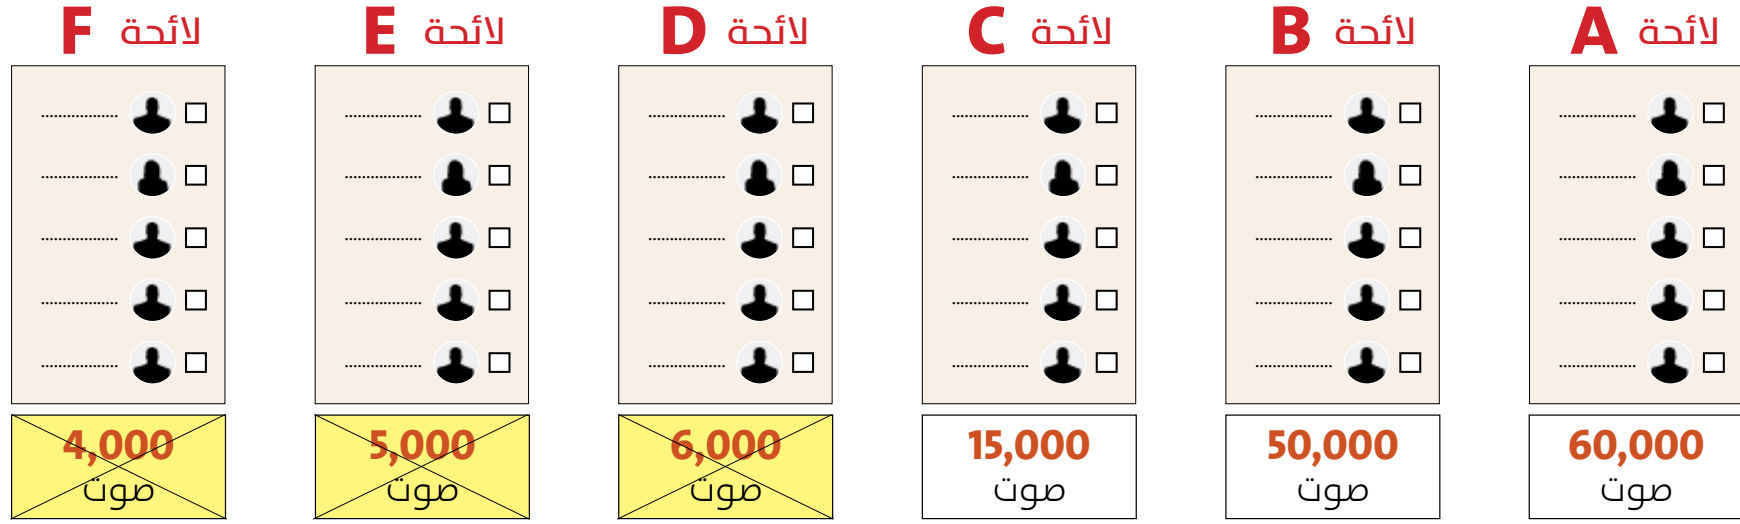 لائحة A
لائحة B
لائحة C
لائحة D
لائحة E
لائحة F
60,000
صوت
50,000
صوت
15,000
صوت
6,000
صوت
5,000
صوت
4,000
صوت